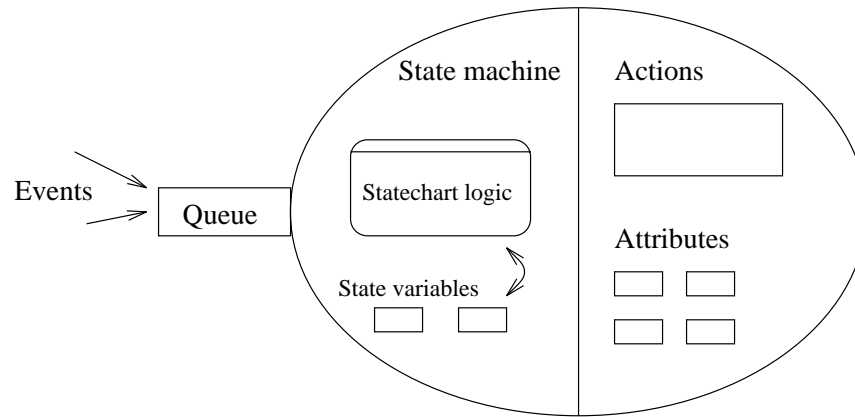 State machine
Actions
Events
Queue
Statechart logic
State variables
Attributes